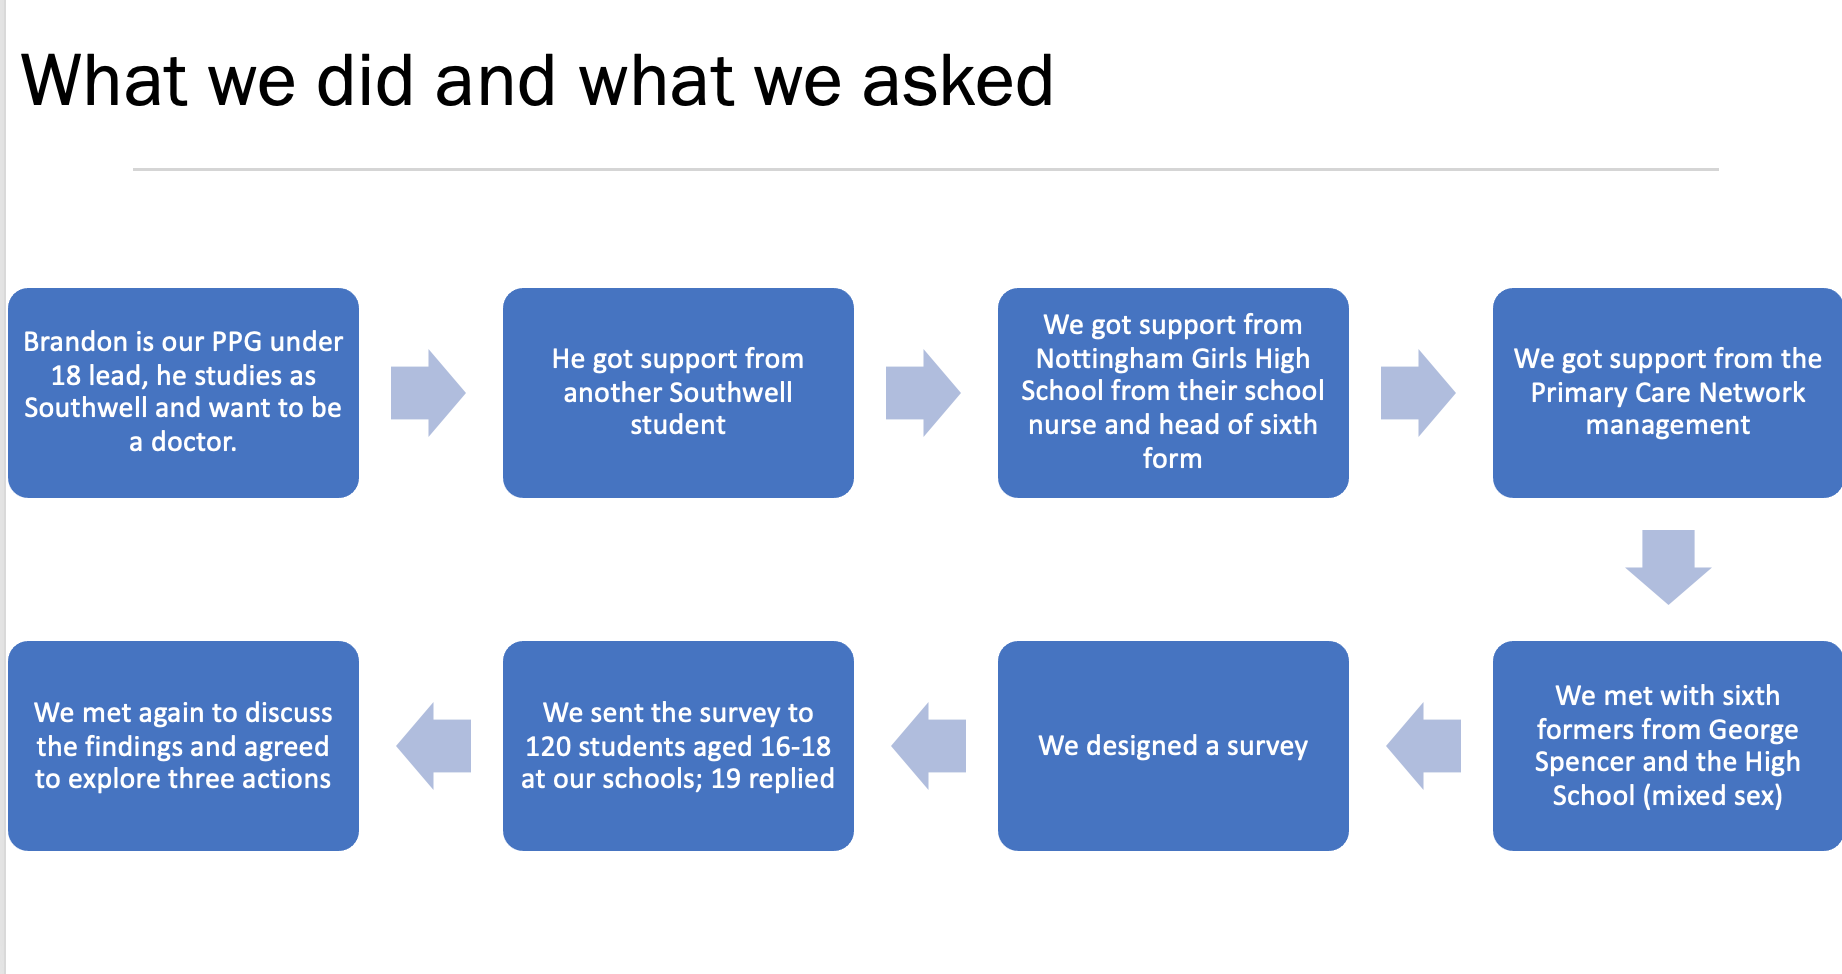 What we did and what we asked
Brandon is our PPG under
18 lead, he studies as
Southwell and want to be
a doctor.
He got support from
another Southwell
student
We got support from
Nottingham Girls High
School from their school
nurse and head of sixth
form
We got support from the
Primary Care Network
management
We met with sixth
formers from George
Spencer and the High
School (mixed sex)
We designed a survey
We sent the survey to
120 students aged 16-18
at our schools; 19 replied
We met again to discuss
the findings and agreed
to explore three actions